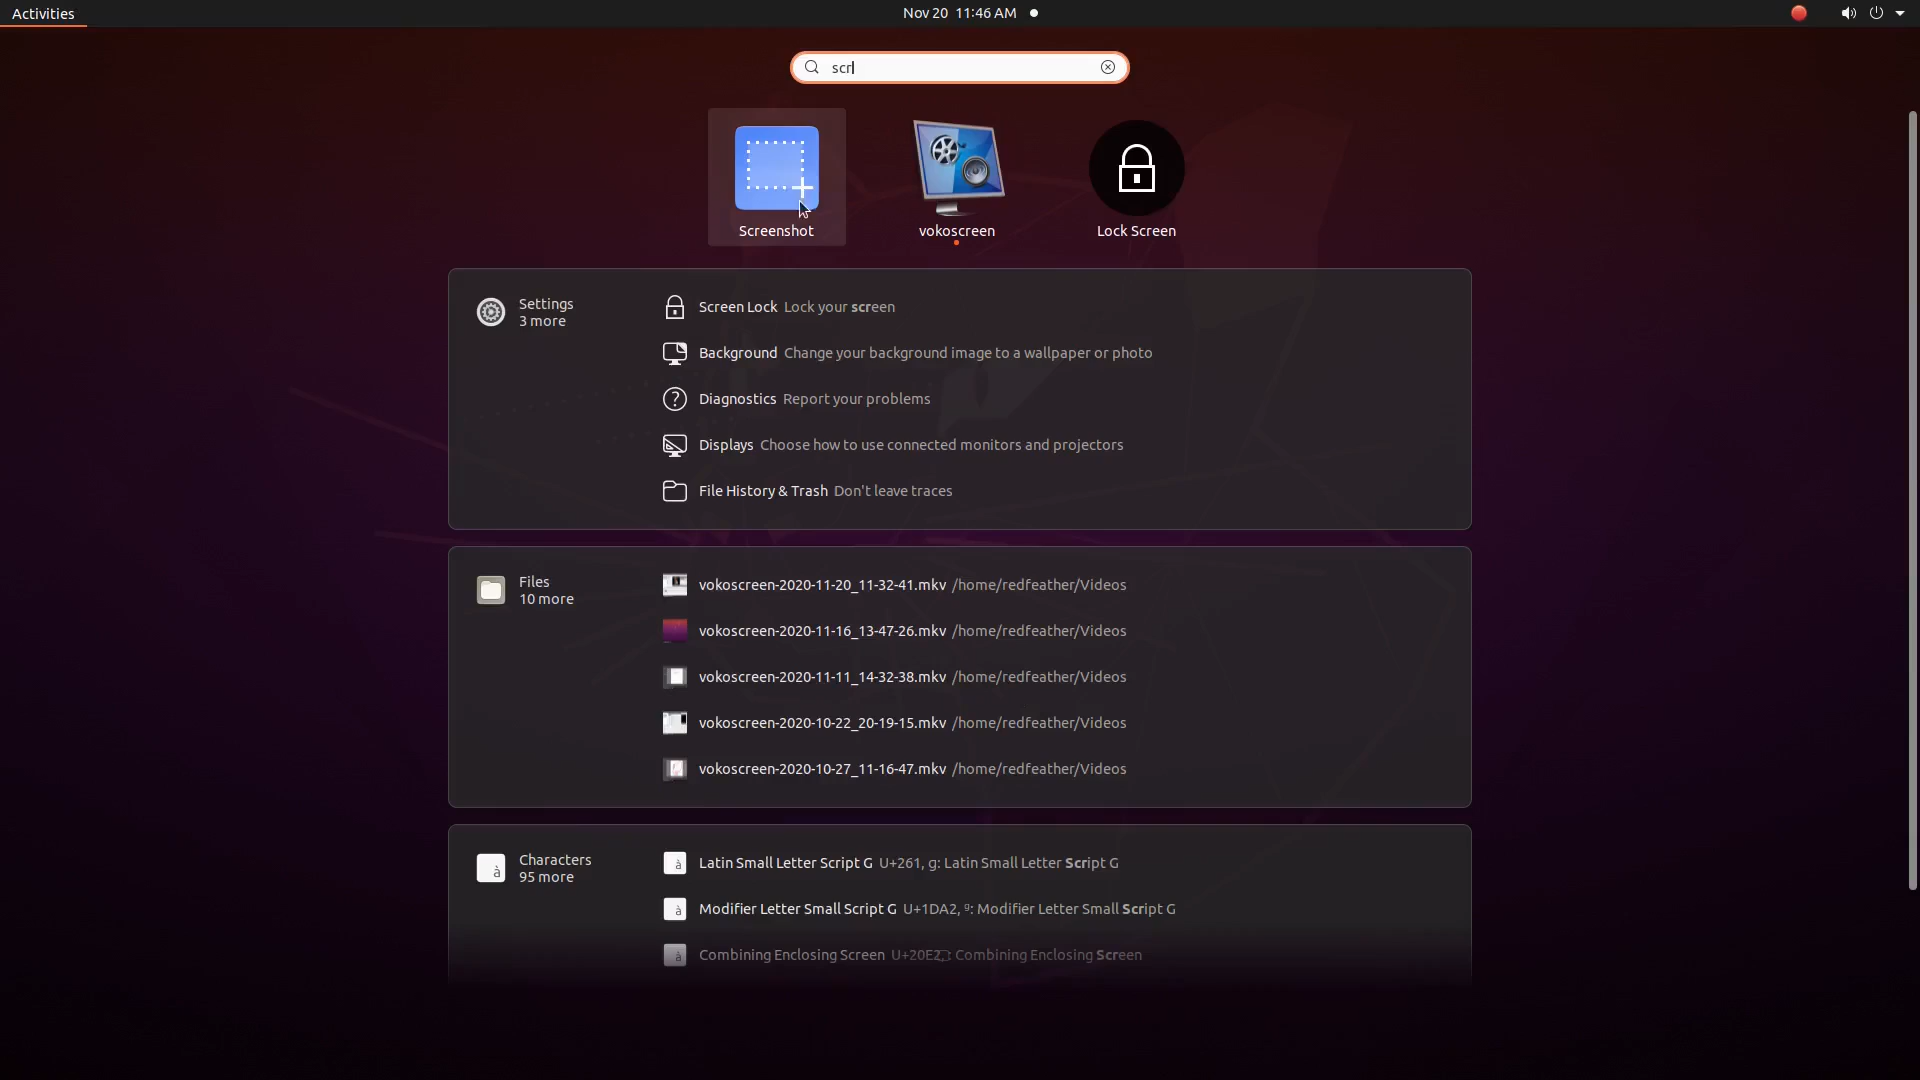 Activities
Nov 20 11:46 AM
scr
Screenshot
vokoscreen
Lock Screen
Settings
3 more
Screen Lock Lock your screen
Background Change your background image to a wallpaper or photo
Diagnostics Report your problems
Displays Choose how to use connected monitors and projectors
File History & Trash Don't leave traces
Files
10 more
vokoscreen-2020-11-20_11-32-41.mkv /home/redfeather/Videos
vokoscreen-2020-11-16_13-47-26.mkv /home/redfeather/Videos
vokoscreen-2020-11-11_14-32-38.mkv /home/redfeather/Videos
vokoscreen-2020-10-22_20-19-15.mkv /home/redfeather/Videos
vokoscreen-2020-10-27_11-16-47.mkv /home/redfeather/Videos
Characters
95 more
Latin Small Letter Script G U+261, g: Latin Small Letter Script G
Modifier Letter Small Script G U+1DA2, ᶢ: Modifier Letter Small Script G
Combining Enclosing Screen U+20E2, : Combining Enclosing Screen